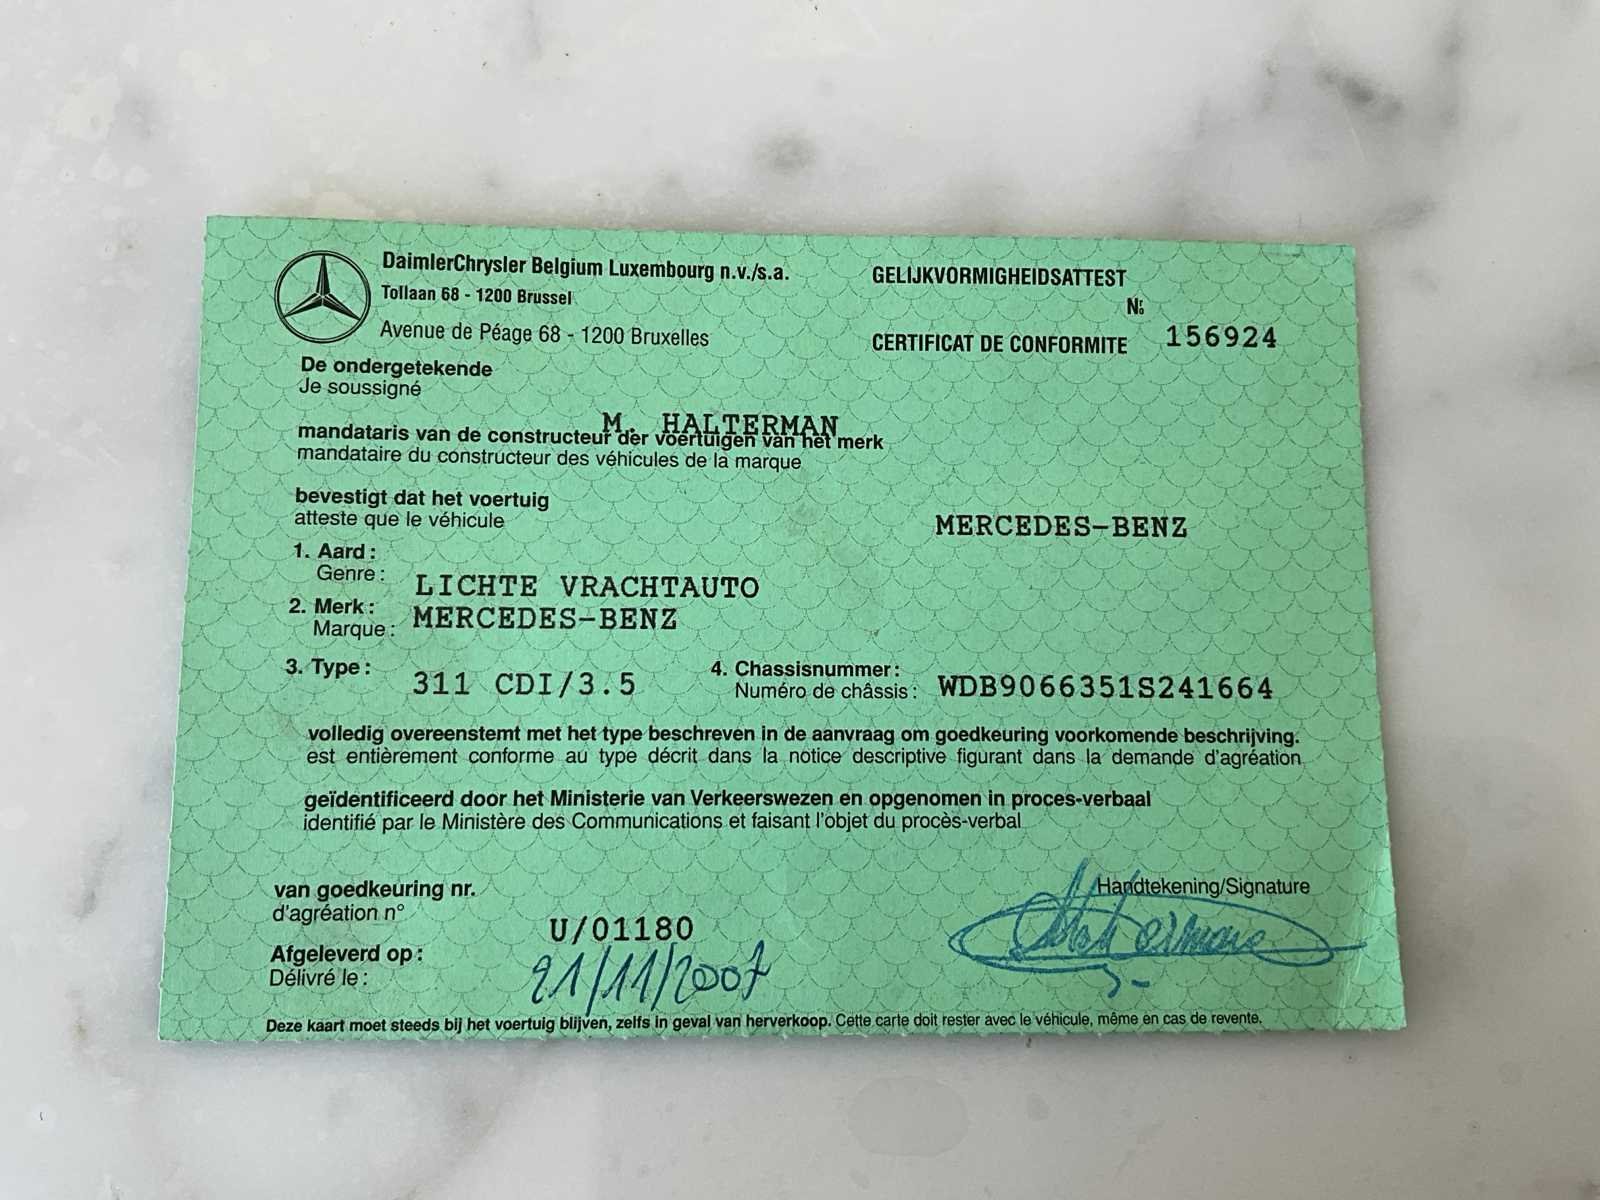 DaimlerChrysler Belgium Luxembourg n.v./s.a.
Tollaan 68 - 1200 Brussel
Avenue de Péage 68 - 1200 Bruxelles
GELIJKVORMIGHEIDSATTEST
Nr/o
CERTIFICAT DE CONFORMITE 156924
De ondergetekende
Je soussigné
M. HALTERMAN
mandataris van de constructeur der voertuigen van het merk
mandataire du constructeur des véhicules de la marque
bevestigt dat het voertuig
atteste que le véhicule
MERCEDES-BENZ
1. Aard :
Genre : LICHTE VRACHTAUTO
2. Merk : MERCEDES-BENZ
Marque :
3. Type : 311 CDI/3.5
4. Chassisnummer :
Numéro de châssis : WDB9066351S241664
volledig overeenstemt met het type beschreven in de aanvraag om goedkeuring voorkomende beschrijving.
est entièrement conforme au type décrit dans la notice descriptive figurant dans la demande d'agréation
geïdentificeerd door het Ministerie van Verkeerswezen en opgenomen in proces-verbaal
identifié par le Ministère des Communications et faisant l'objet du procès-verbal
van goedkeuring nr.
d'agréation n° U/01180
Handtekening/Signature
Afgeleverd op :
Délivré le : 21/11/2007
Deze kaart moet steeds bij het voertuig blijven, zelfs in geval van herverkoop. Cette carte doit rester avec le véhicule, même en cas de revente.